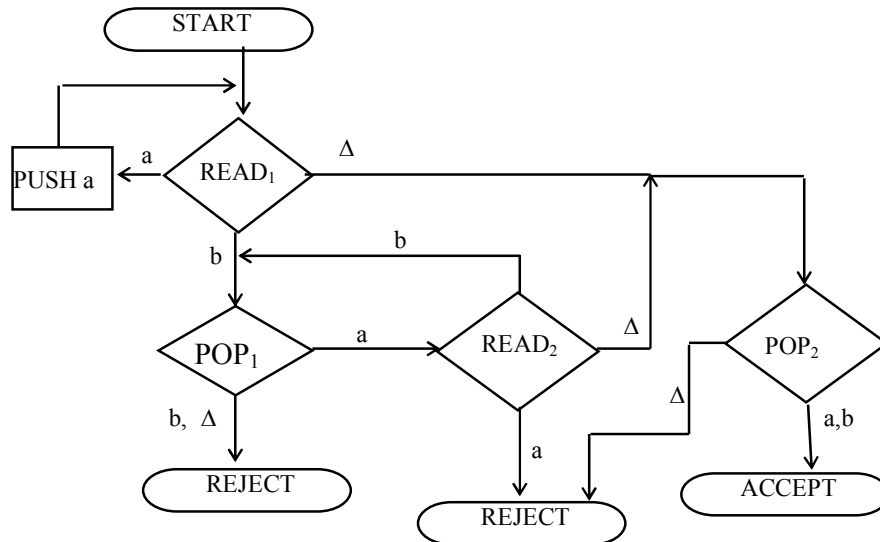 START
a
Δ
READ₁
PUSH a
b
b
a
READ₂
Δ
POP₁
POP₂
b, Δ
Δ
a,b
a
REJECT
REJECT
ACCEPT